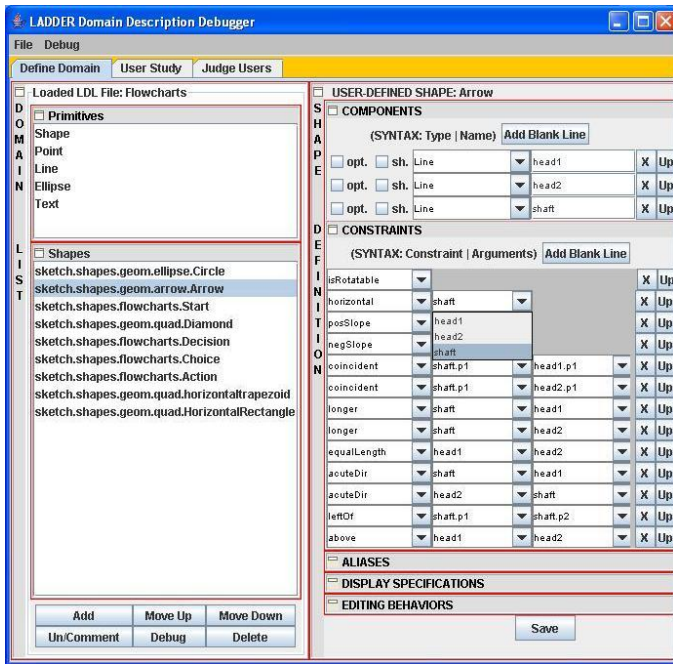 LADDER Domain Description Debugger
File Debug
Define Domain User Study Judge Users
DOMAIN LIST
Loaded LDL File: Flowcharts
Primitives
Shape
Point
Line
Ellipse
Text
Shapes
sketch.shapes.geom.ellipse.Circle
sketch.shapes.geom.arrow.Arrow
sketch.shapes.flowcharts.Start
sketch.shapes.geom.quad.Diamond
sketch.shapes.flowcharts.Decision
sketch.shapes.flowcharts.Choice
sketch.shapes.flowcharts.Action
sketch.shapes.geom.quad.horizontaltrapezoid
sketch.shapes.geom.quad.HorizontalRectangle
Add Move Up Move Down
Un/Comment Debug Delete
SHAPE DEFINITION
USER-DEFINED SHAPE: Arrow
COMPONENTS
(SYNTAX: Type | Name) Add Blank Line
opt. sh. Line head1 X Up
opt. sh. Line head2 X Up
opt. sh. Line shaft X Up
CONSTRAINTS
(SYNTAX: Constraint | Arguments) Add Blank Line
isRotatable X Up
horizontal shaft X Up
posSlope head1 X Up
head2
negSlope shaft X Up
coincident shaft.p1 head1.p1 X Up
coincident shaft.p1 head2.p1 X Up
longer shaft head1 X Up
longer shaft head2 X Up
equalLength head1 head2 X Up
acuteDir shaft head1 X Up
acuteDir head2 shaft X Up
leftOf shaft.p1 shaft.p2 X Up
above head1 head2 X Up
ALIASES
DISPLAY SPECIFICATIONS
EDITING BEHAVIORS
Save